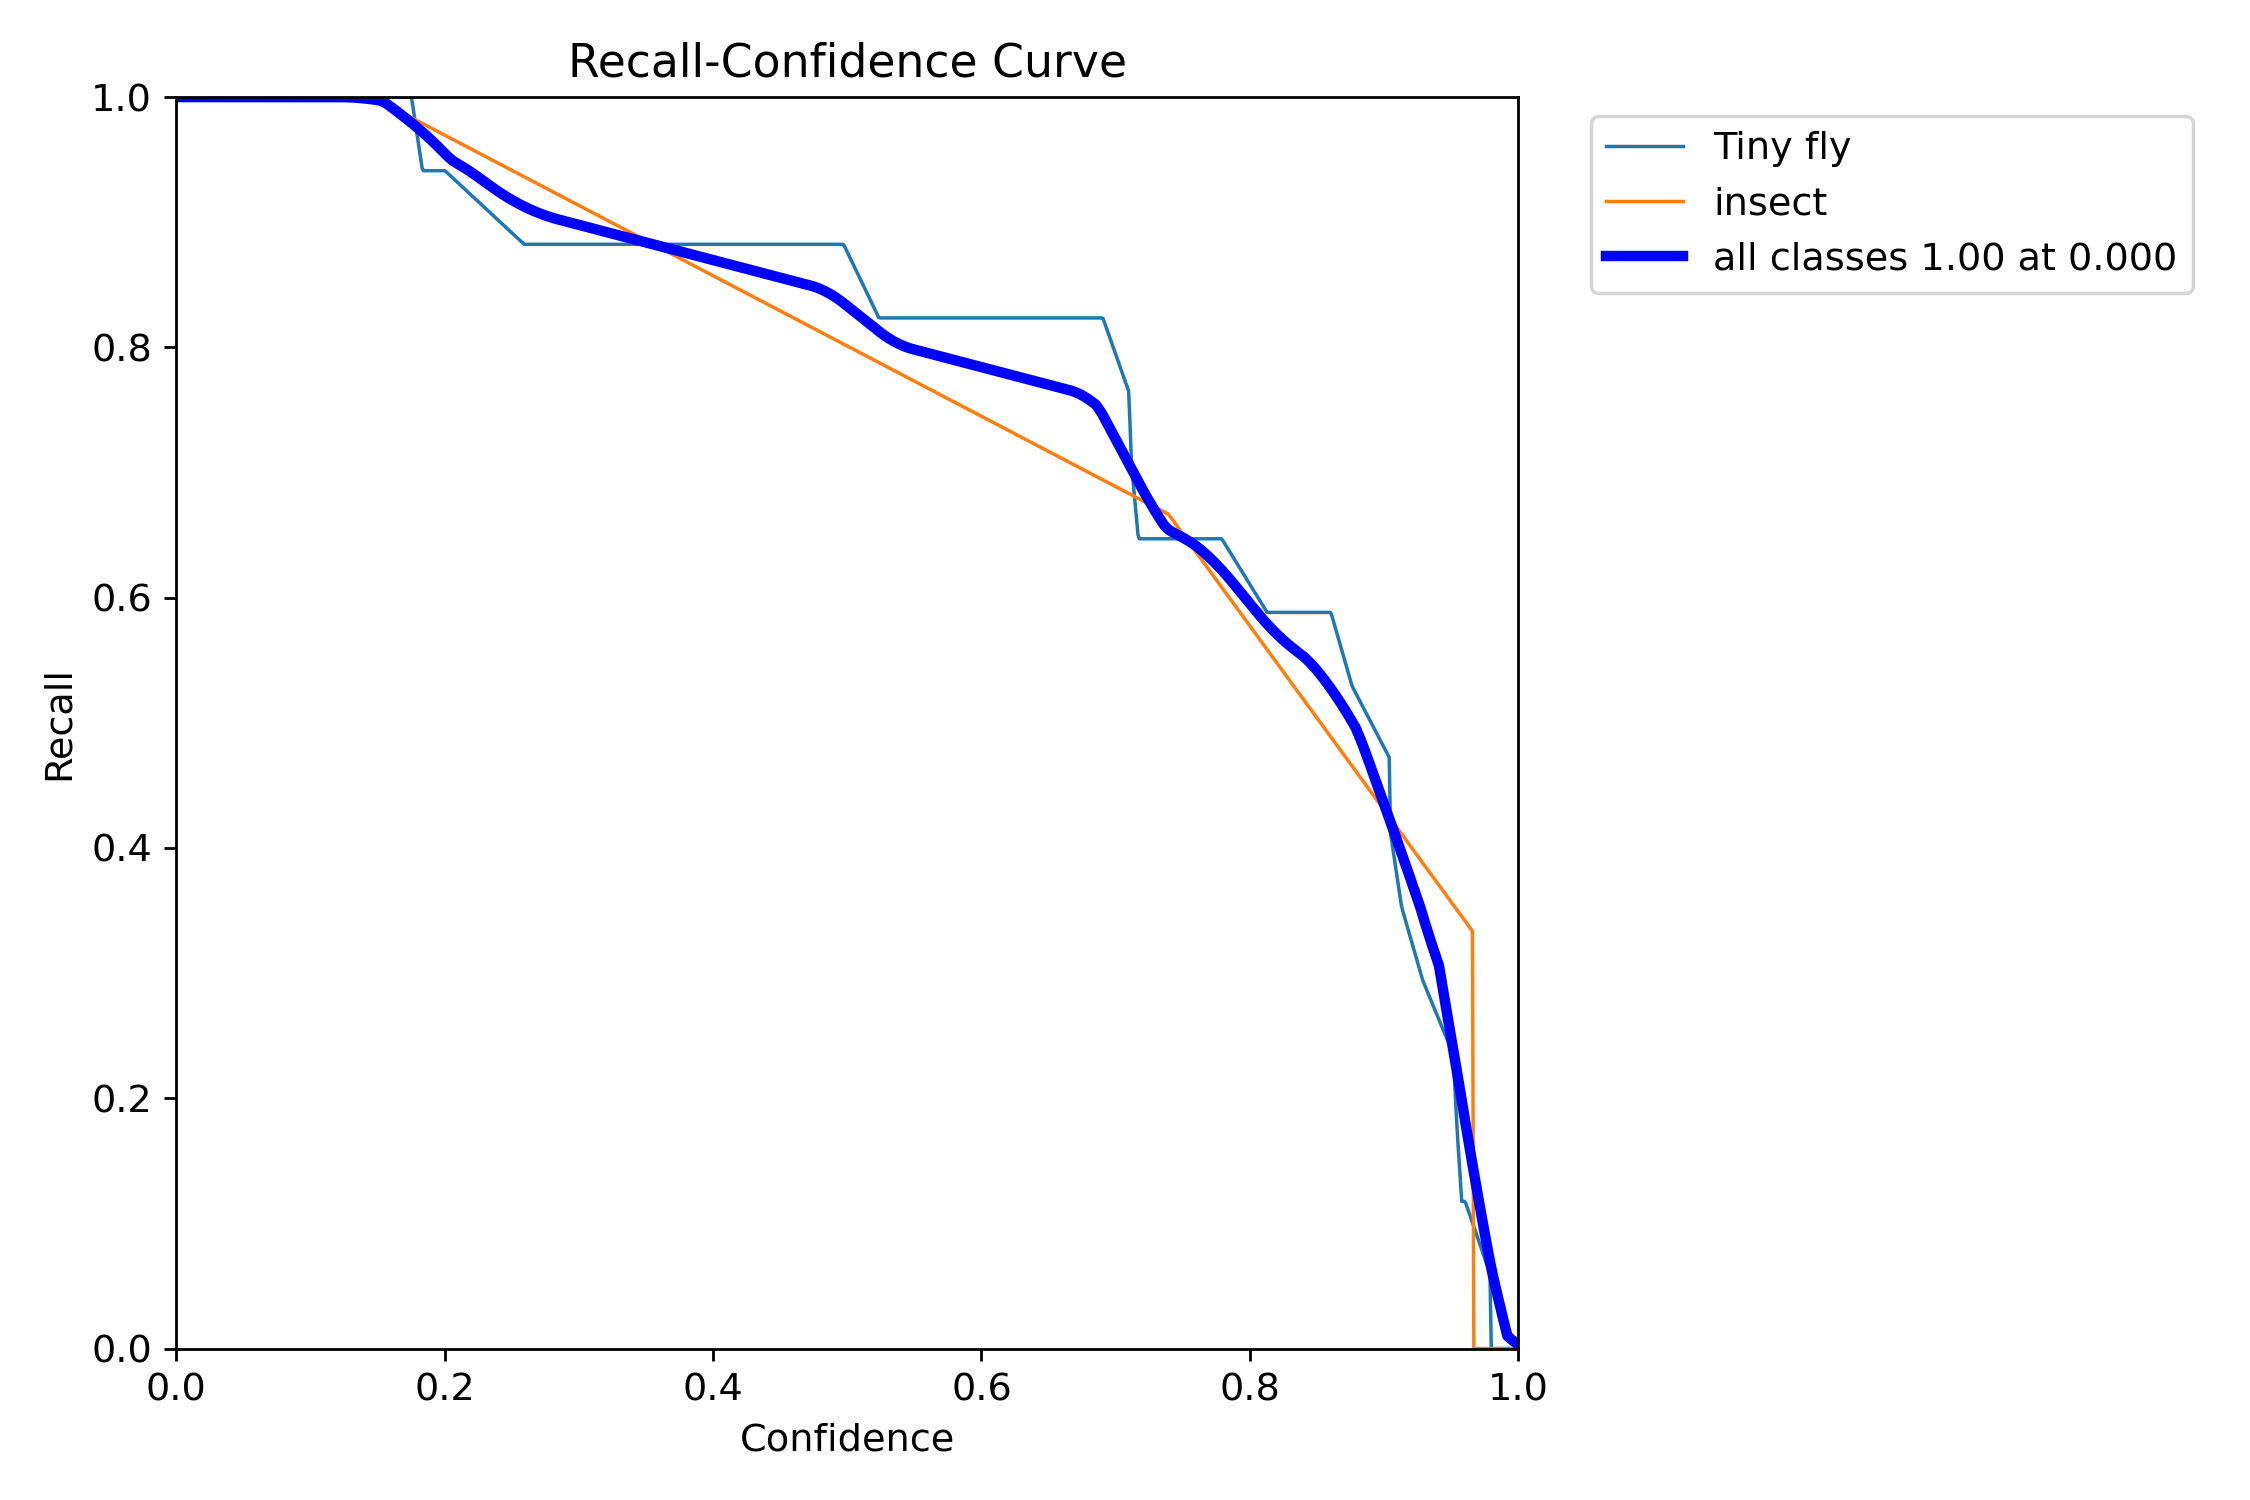 Recall-Confidence Curve
1.0
0.8
0.6
0.4
0.2
0.0
Recall
0.0 0.2 0.4 0.6 0.8 1.0
Confidence
Tiny fly
insect
all classes 1.00 at 0.000